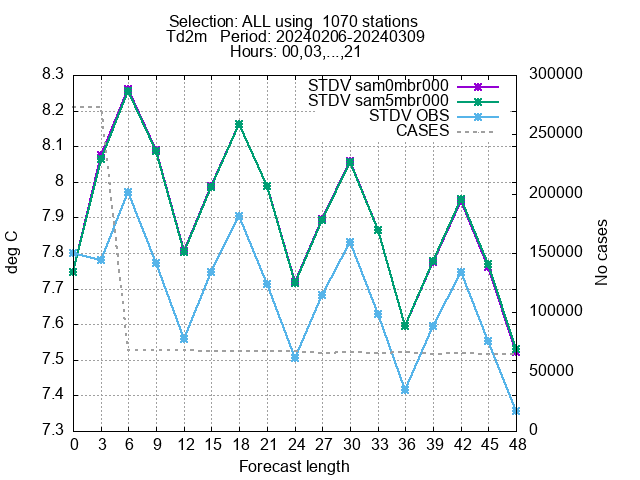 Selection: ALL using  1070 stations
Td2m   Period: 20240206-20240309
Hours: 00,03,...,21
8.3
8.2
8.1
8
7.9
7.8
7.7
7.6
7.5
7.4
7.3
deg C
STDV sam0mbr000
STDV sam5mbr000
STDV OBS
CASES
300000
250000
200000
150000
100000
50000
0
No cases
0 3 6 9 12 15 18 21 24 27 30 33 36 39 42 45 48
Forecast length